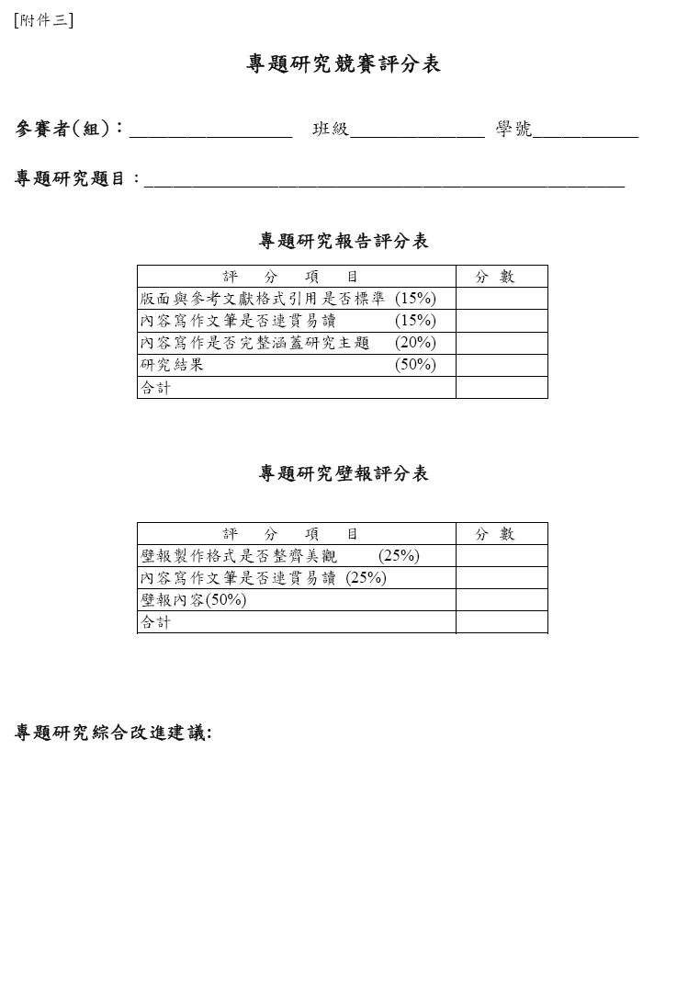 [附件三]
專題研究競賽評分表
參賽者(組)：_________________ 班級______________ 學號___________
專題研究題目：__________________________________________________
專題研究報告評分表
評 分 項 目 分 數
版面與參考文獻格式引用是否標準 (15%)
內容寫作文筆是否連貫易讀 (15%)
內容寫作是否完整涵蓋研究主題 (20%)
研究結果 (50%)
合計
專題研究壁報評分表
評 分 項 目 分 數
壁報製作格式是否整齊美觀 (25%)
內容寫作文筆是否連貫易讀 (25%)
壁報內容(50%)
合計
專題研究綜合改進建議: